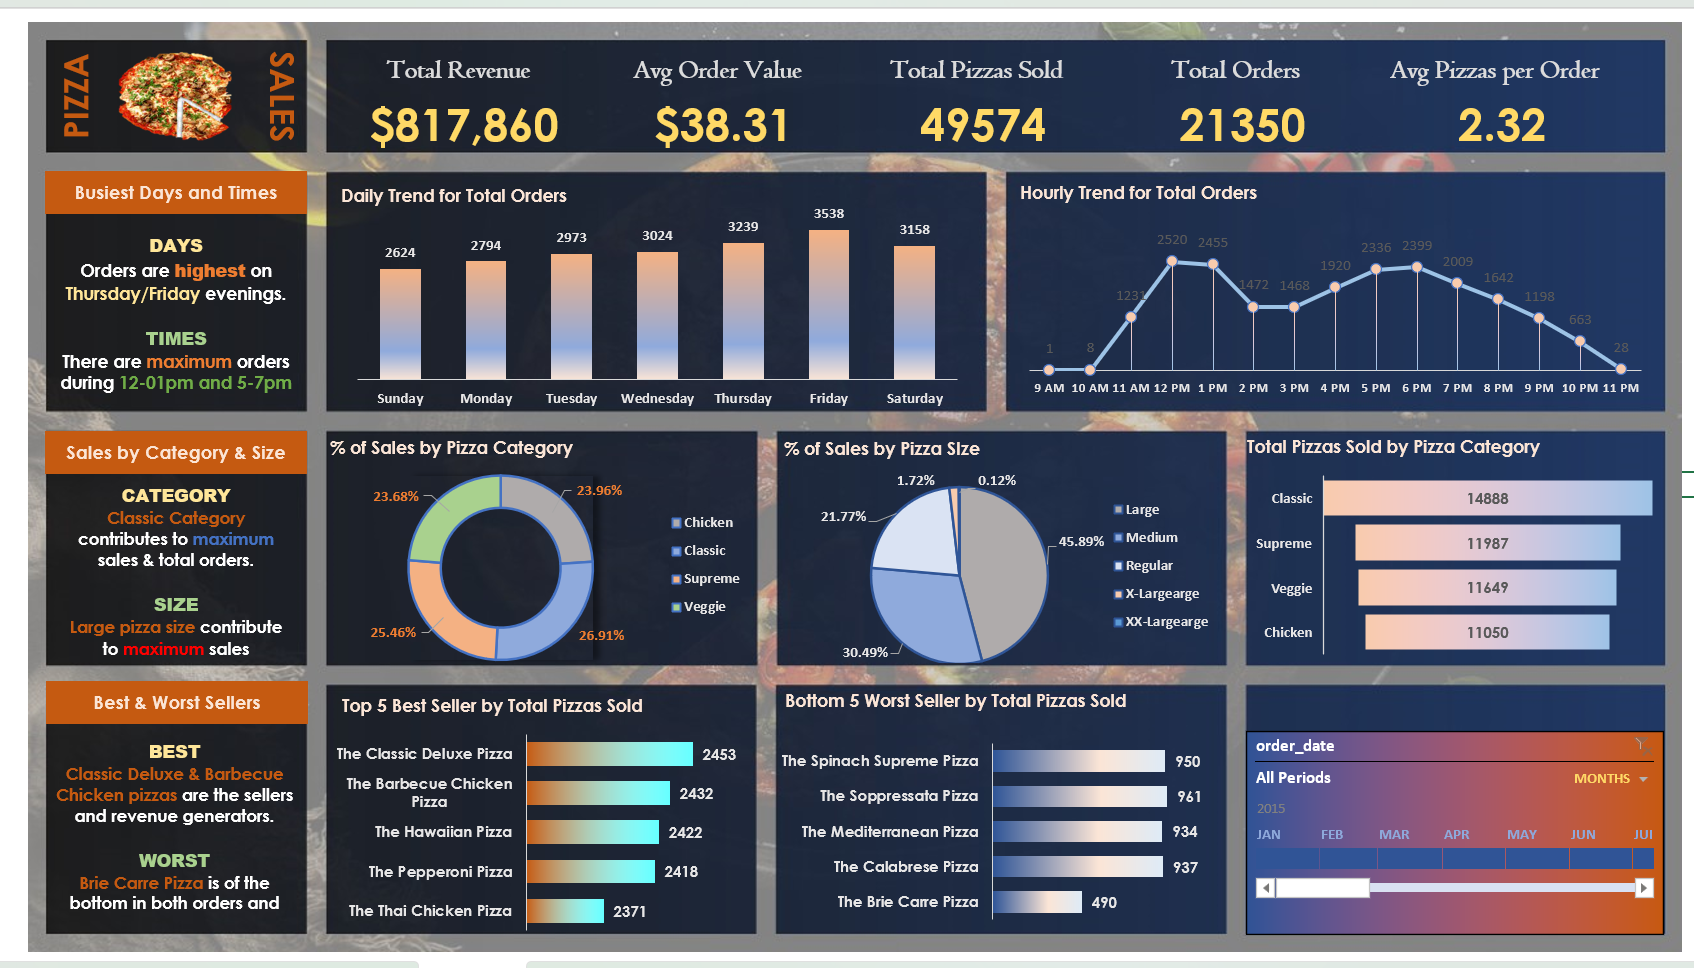 PIZZA
SALES
Total Revenue
$817,860
Avg Order Value
$38.31
Total Pizzas Sold
49574
Total Orders
21350
Avg Pizzas per Order
2.32
Busiest Days and Times
DAYS
Orders are highest on
Thursday/Friday evenings.
TIMES
There are maximum orders
during 12-01pm and 5-7pm
Daily Trend for Total Orders
2624
2794
2973
3024
3239
3538
3158
Sunday
Monday
Tuesday
Wednesday
Thursday
Friday
Saturday
Hourly Trend for Total Orders
1
8
1231
2520
2455
1472
1468
1920
2336
2399
2009
1642
1198
663
28
9 AM
10 AM
11 AM
12 PM
1 PM
2 PM
3 PM
4 PM
5 PM
6 PM
7 PM
8 PM
9 PM
10 PM
11 PM
Sales by Category & Size
CATEGORY
Classic Category
contributes to maximum
sales & total orders.
SIZE
Large pizza size contribute
to maximum sales
% of Sales by Pizza Category
23.68%
23.96%
25.46%
26.91%
Chicken
Classic
Supreme
Veggie
% of Sales by Pizza SIze
1.72%
0.12%
21.77%
45.89%
30.49%
Large
Medium
Regular
X-Largearge
XX-Largearge
Total Pizzas Sold by Pizza Category
Classic
14888
Supreme
11987
Veggie
11649
Chicken
11050
Best & Worst Sellers
BEST
Classic Deluxe & Barbecue
Chicken pizzas are the sellers
and revenue generators.
WORST
Brie Carre Pizza is of the
bottom in both orders and
Top 5 Best Seller by Total Pizzas Sold
The Classic Deluxe Pizza
2453
The Barbecue Chicken
Pizza
2432
The Hawaiian Pizza
2422
The Pepperoni Pizza
2418
The Thai Chicken Pizza
2371
Bottom 5 Worst Seller by Total Pizzas Sold
The Spinach Supreme Pizza
950
The Soppressata Pizza
961
The Mediterranean Pizza
934
The Calabrese Pizza
937
The Brie Carre Pizza
490
order_date
All Periods
MONTHS
2015
JAN
FEB
MAR
APR
MAY
JUN
JUI